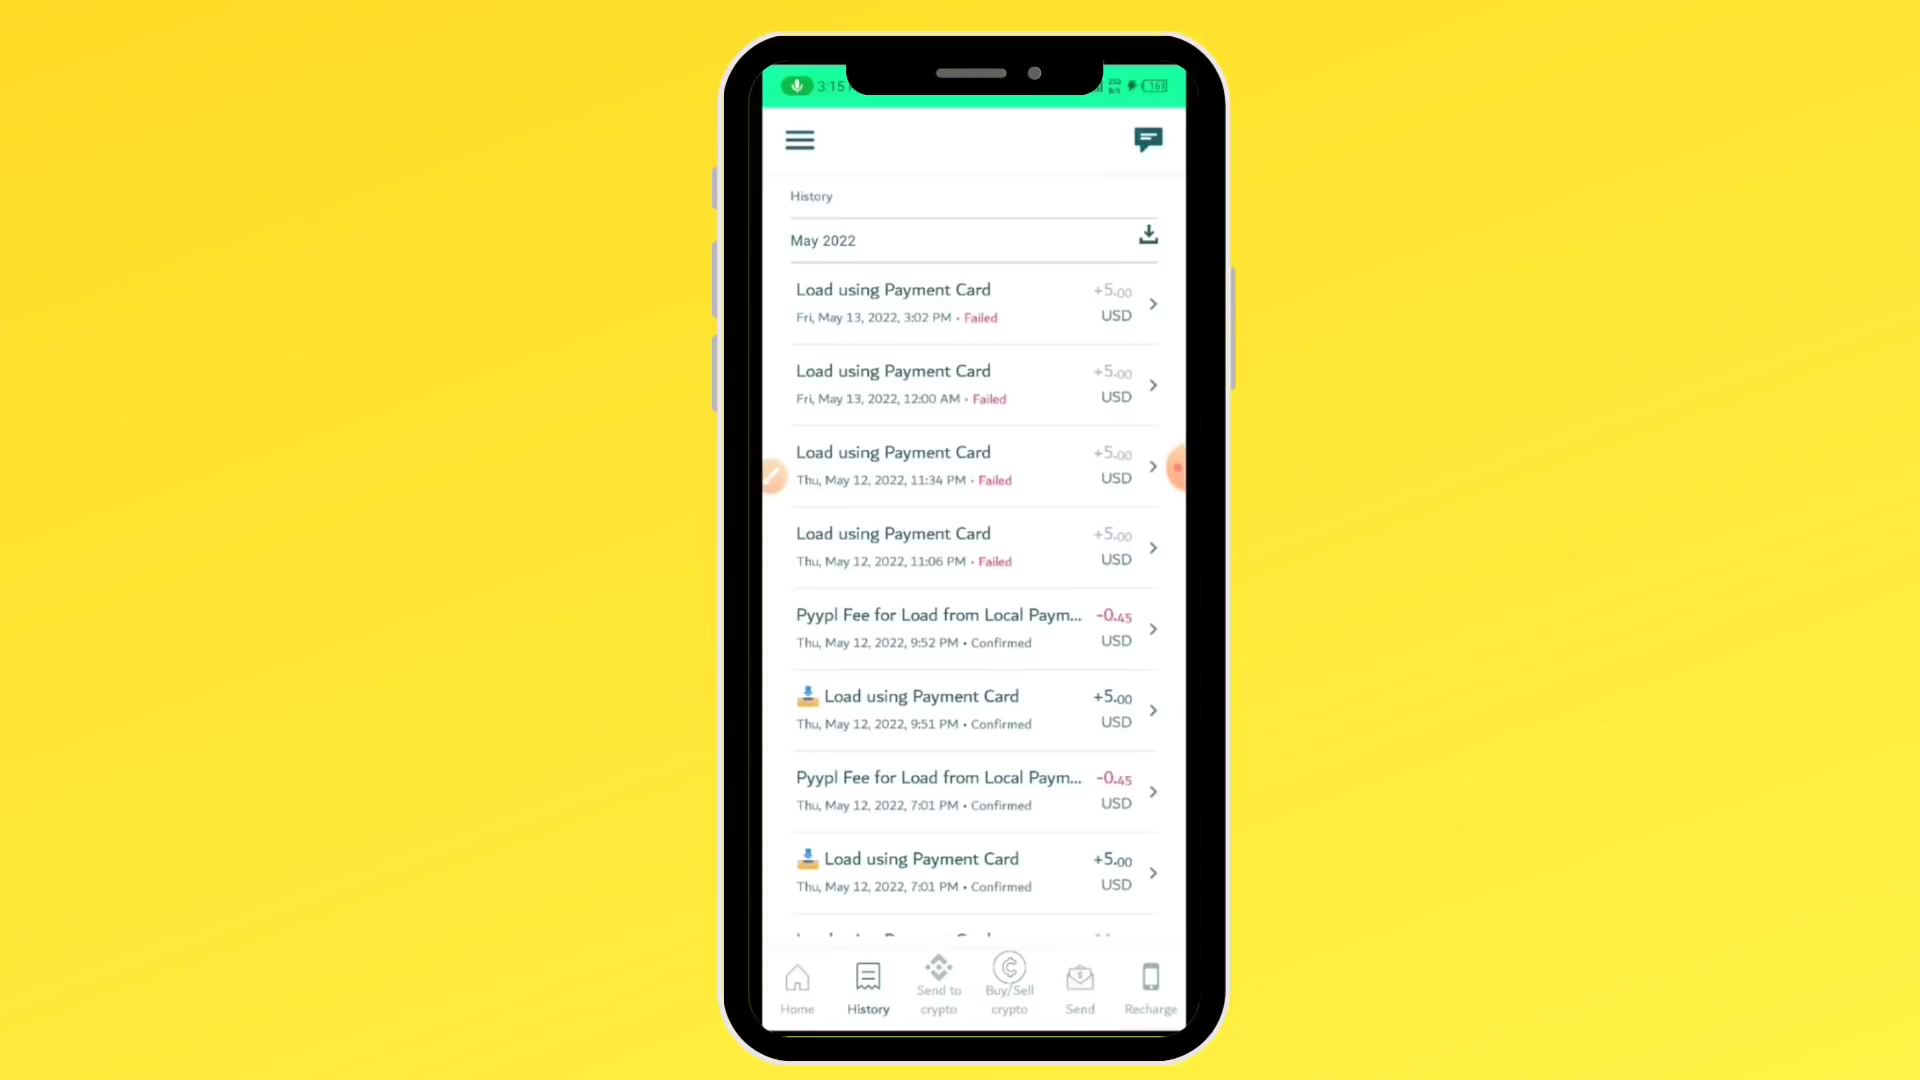 3:15
16
History
May 2022
Load using Payment Card +5.00
Fri, May 13, 2022, 3:02 PM • Failed USD
Load using Payment Card +5.00
Fri, May 13, 2022, 12:00 AM • Failed USD
Load using Payment Card +5.00
Thu, May 12, 2022, 11:34 PM • Failed USD
Load using Payment Card +5.00
Thu, May 12, 2022, 11:06 PM • Failed USD
Pyypl Fee for Load from Local Paym... -0.45
Thu, May 12, 2022, 9:52 PM • Confirmed USD
Load using Payment Card +5.00
Thu, May 12, 2022, 9:51 PM • Confirmed USD
Pyypl Fee for Load from Local Paym... -0.45
Thu, May 12, 2022, 7:01 PM • Confirmed USD
Load using Payment Card +5.00
Thu, May 12, 2022, 7:01 PM • Confirmed USD
Home
History
Send to
crypto
Buy/Sell
crypto
Send
Recharge